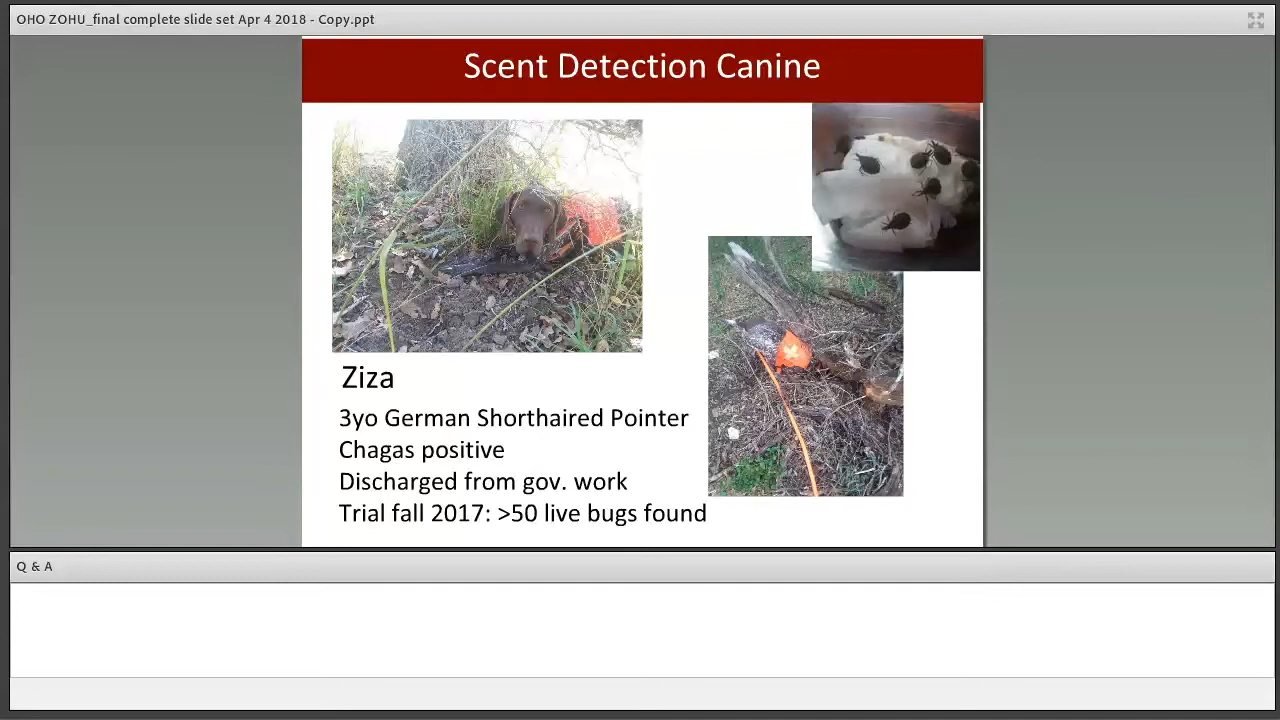 OHO ZOHU_final complete slide set Apr 4 2018 - Copy.ppt
Scent Detection Canine
Ziza
3yo German Shorthaired Pointer
Chagas positive
Discharged from gov. work
Trial fall 2017: >50 live bugs found
Q & A